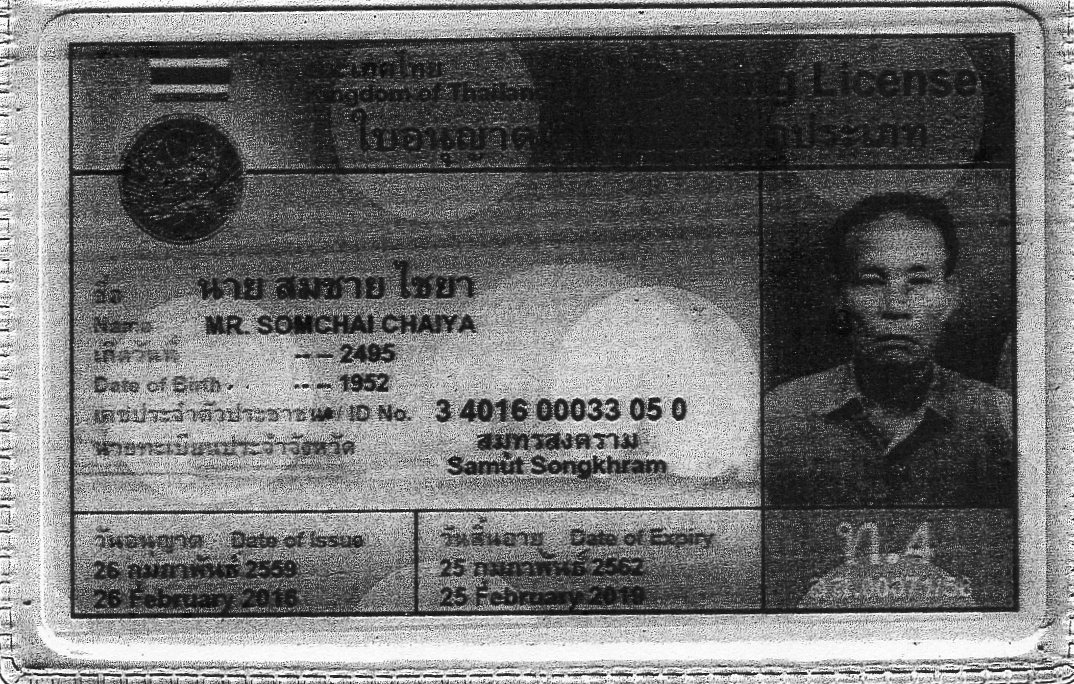 ประเทศไทย
Kingdom of Thailand
License
ใบอนุญาต ทุกประเภท
ชื่อ นาย สมชาย ไชยา
Name MR. SOMCHAI CHAIYA
เกิดวันที่ -- -- 2495
Date of Birth -- -- 1952
เลขประจำตัวประชาชน / ID No. 3 4016 00033 05 0
นายทะเบียนประจำจังหวัด สมุทรสงคราม
Samut Songkhram
วันอนุญาต Date of Issue
26 กุมภาพันธ์ 2559
26 February 2016
วันสิ้นอายุ Date of Expiry
25 กุมภาพันธ์ 2562
25 February 2019
ท.4